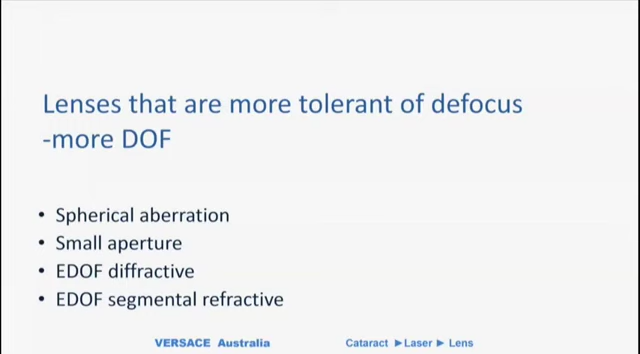 Lenses that are more tolerant of defocus
-more DOF
• Spherical aberration
• Small aperture
• EDOF diffractive
• EDOF segmental refractive
VERSACE Australia Cataract ►Laser ► Lens